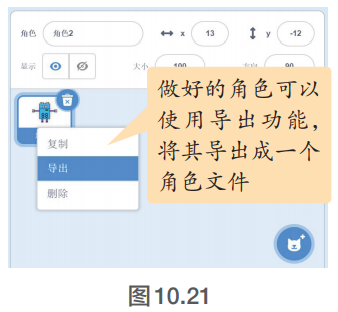 角色 角色2 x 13 y -12
显示 大小 100 方向 90
做好的角色可以
使用导出功能，
将其导出成一个
角色文件
复制
导出
删除
图10.21